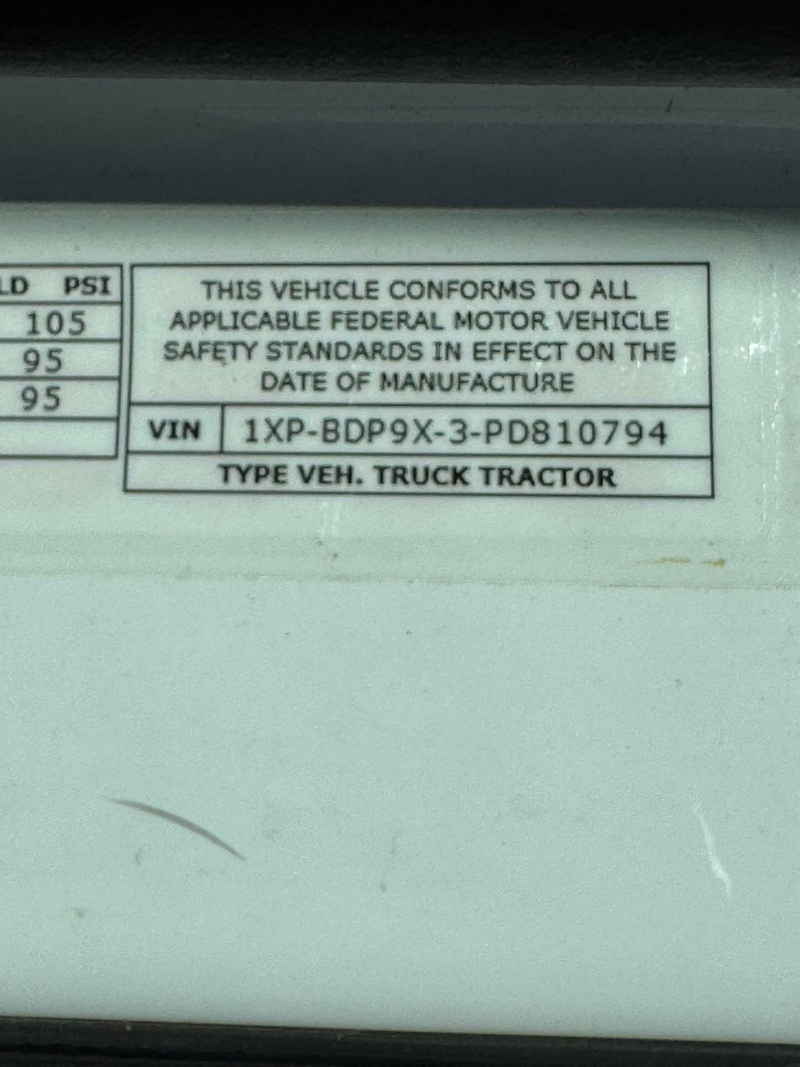 LD PSI
105
95
95
THIS VEHICLE CONFORMS TO ALL
APPLICABLE FEDERAL MOTOR VEHICLE
SAFETY STANDARDS IN EFFECT ON THE
DATE OF MANUFACTURE
VIN 1XP-BDP9X-3-PD810794
TYPE VEH. TRUCK TRACTOR